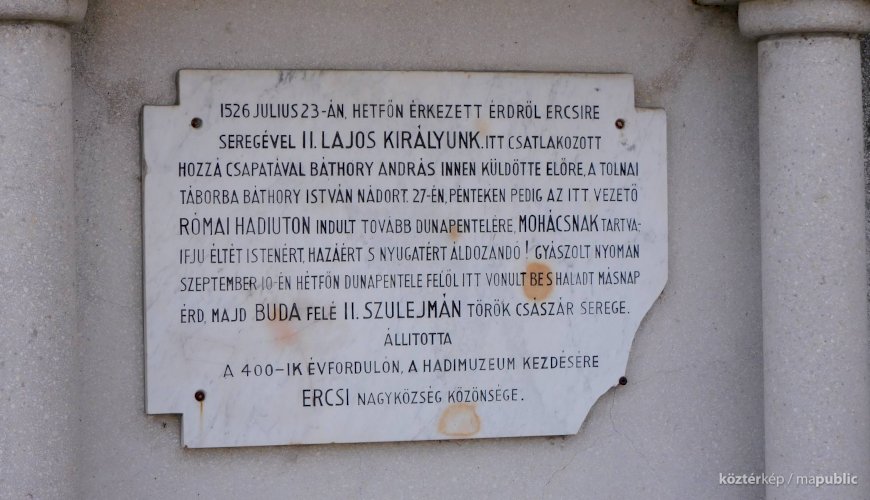 1526 JULIUS 23-ÁN, HETFŐN ÉRKEZETT ÉRDRŐL ERCSIRE
SEREGÉVEL II. LAJOS KIRÁLYUNK. ITT CSATLAKOZOTT
HOZZÁ CSAPATÁVAL BÁTHORY ANDRÁS INNEN KÜLDÖTTE ELŐRE, A TOLNAI
TÁBORBA BÁTHORY ISTVÁN NÁDORT. 27-ÉN, PÉNTEKEN PEDIG AZ ITT VEZETŐ
RÓMAI HADIUTON INDULT TOVÁBB DUNAPENTELÉRE, MOHÁCSNAK TARTVA-
IFJU ÉLTÉT ISTENÉRT, HAZÁÉRT S NYUGATÉRT ÁLDOZANDÓ! GYÁSZOLT NYOMÁN
SZEPTEMBER 10-ÉN HÉTFŐN DUNAPENTELE FELŐL ITT VONULT BE S HALADT MÁSNAP
ÉRD, MAJD BUDA FELÉ II. SZULEJMÁN TÖRÖK CSÁSZÁR SEREGE.
ÁLLITOTTA
A 400-IK ÉVFORDULÓN, A HADIMUZEUM KEZDÉSÉRE
ERCSI NAGYKÖZSÉG KÖZÖNSÉGE.
köztérkép / mapublic